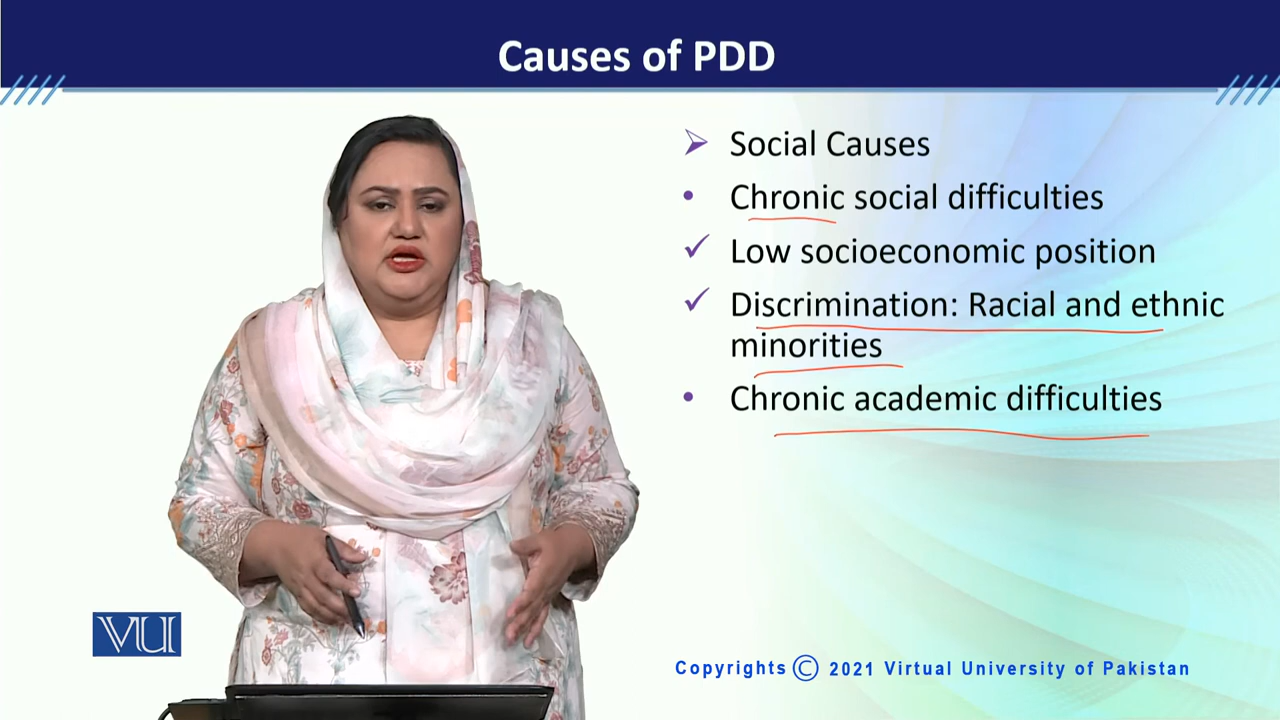 Causes of PDD
Social Causes
Chronic social difficulties
Low socioeconomic position
Discrimination: Racial and ethnic
minorities
Chronic academic difficulties
VU
Copyrights © 2021 Virtual University of Pakistan